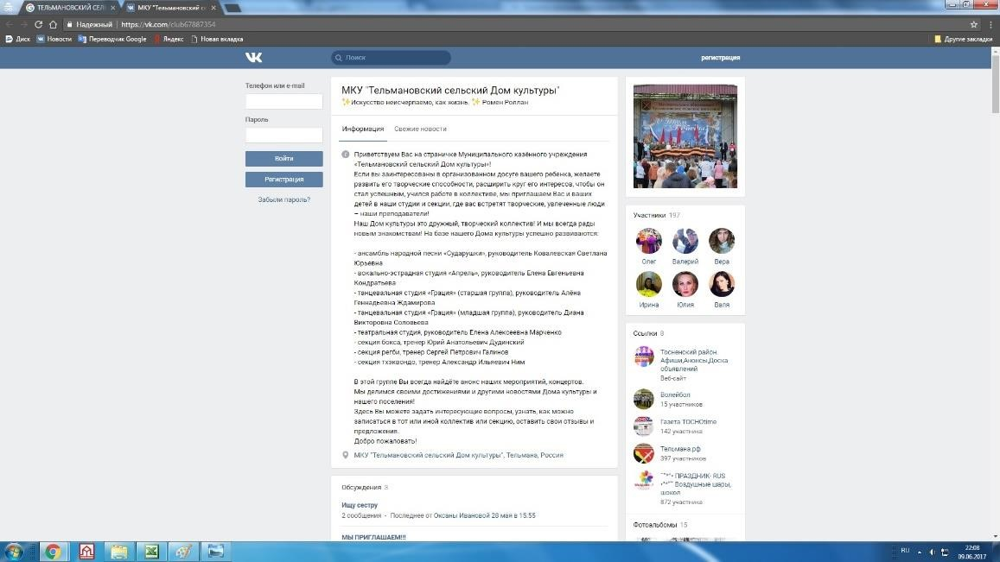 ТЕЛЬМАНОВСКИЙ СЕЛ
МКУ "Тельмановский се
Надежный
https://vk.com/club67887354
Диск
Новости
Переводчик Google
Яндекс
Новая вкладка
Другие закладки
Поиск
регистрация
Телефон или e-mail
Пароль
Войти
Регистрация
Забыли пароль?
МКУ "Тельмановский сельский Дом культуры"
✨Искусство неисчерпаемо, как жизнь. ✨ Ромен Роллан
Информация
Свежие новости
Приветствуем Вас на страничке Муниципального казённого учреждения
«Тельмановский сельский Дом культуры»!
Если вы заинтересованы в организованном досуге вашего ребенка, желаете
развить его творческие способности, расширить круг его интересов, чтобы он
стал успешным, учился работе в коллективе, мы приглашаем Вас и ваших
детей в наши студии и секции, где вас встретят творческие, увлеченные люди
– наши преподаватели!
Наш Дом культуры это дружный, творческий коллектив! И мы всегда рады
новым знакомствам! На базе нашего Дома культуры успешно развиваются:
- ансамбль народной песни «Сударушки», руководитель Ковалевская Светлана
Юрьевна
- вокально-эстрадная студия «Апрель», руководитель Елена Евгеньевна
Кондратьева
- танцевальная студия «Грация» (старшая группа), руководитель Алёна
Геннадьевна Ждамирова
- танцевальная студия «Грация» (младшая группа), руководитель Диана
Викторовна Соловьева
- театральная студия, руководитель Елена Алексеевна Марченко
- секция бокса, тренер Юрий Анатольевич Дудинский
- секция регби, тренер Сергей Петрович Галинов
- секция тхэквондо, тренер Александр Ильяевич Ним
В этой группе Вы всегда найдёте анонс наших мероприятий, концертов.
Мы делимся своими достижениями и другими новостями Дома культуры и
нашего поселения!
Здесь Вы можете задать интересующие вопросы, узнать, как можно
записаться в тот или иной коллектив или секцию, оставить свои отзывы и
предложения.
Добро пожаловать!
МКУ "Тельмановский сельский Дом культуры", Тельмана, Россия
Обсуждения 3
Ищу сестру
2 сообщения - Последнее от Оксаны Ивановой 28 мая в 15:55
МЫ ПРИГЛАШАЕМ!!!
Участники 197
Олег
Валерий
Вера
Ирина
Юлия
Валя
Ссылки 8
Тосненский район.
Афиши,Анонсы,Доска
объявлений
Веб-сайт
Волейбол
15 участников
Газета ТОСНОtime
142 участника
Тельмана.рф
397 участников
ПРАЗДНИК- RUS
Воздушные шары,
шокол
872 участника
Фотоальбомы 15
RU
22:08
09.06.2017